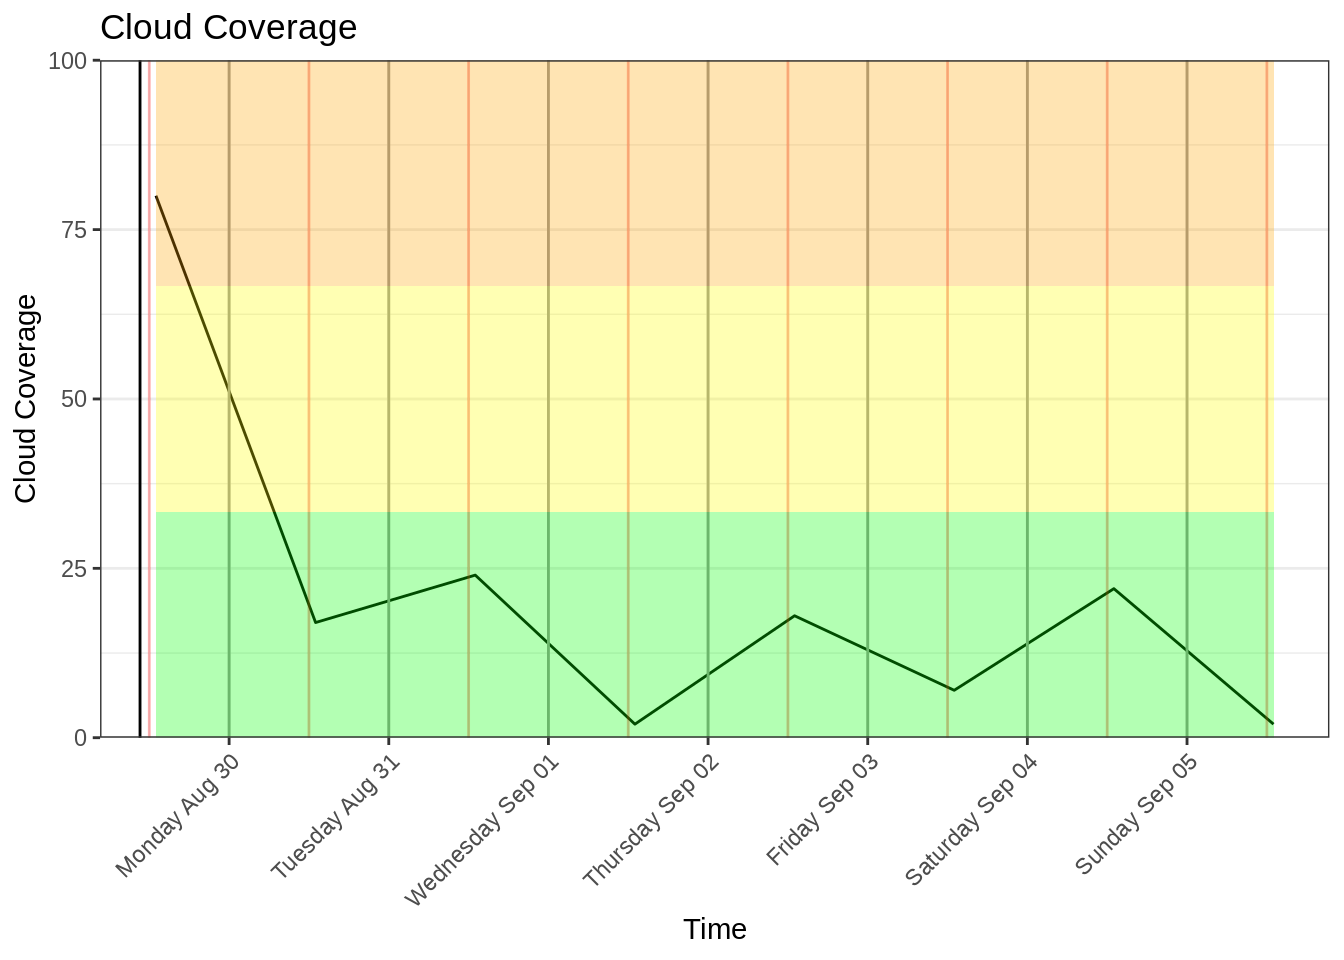 Cloud Coverage
100
75
50
25
0
Cloud Coverage
Monday Aug 30
Tuesday Aug 31
Wednesday Sep 01
Thursday Sep 02
Friday Sep 03
Saturday Sep 04
Sunday Sep 05
Time